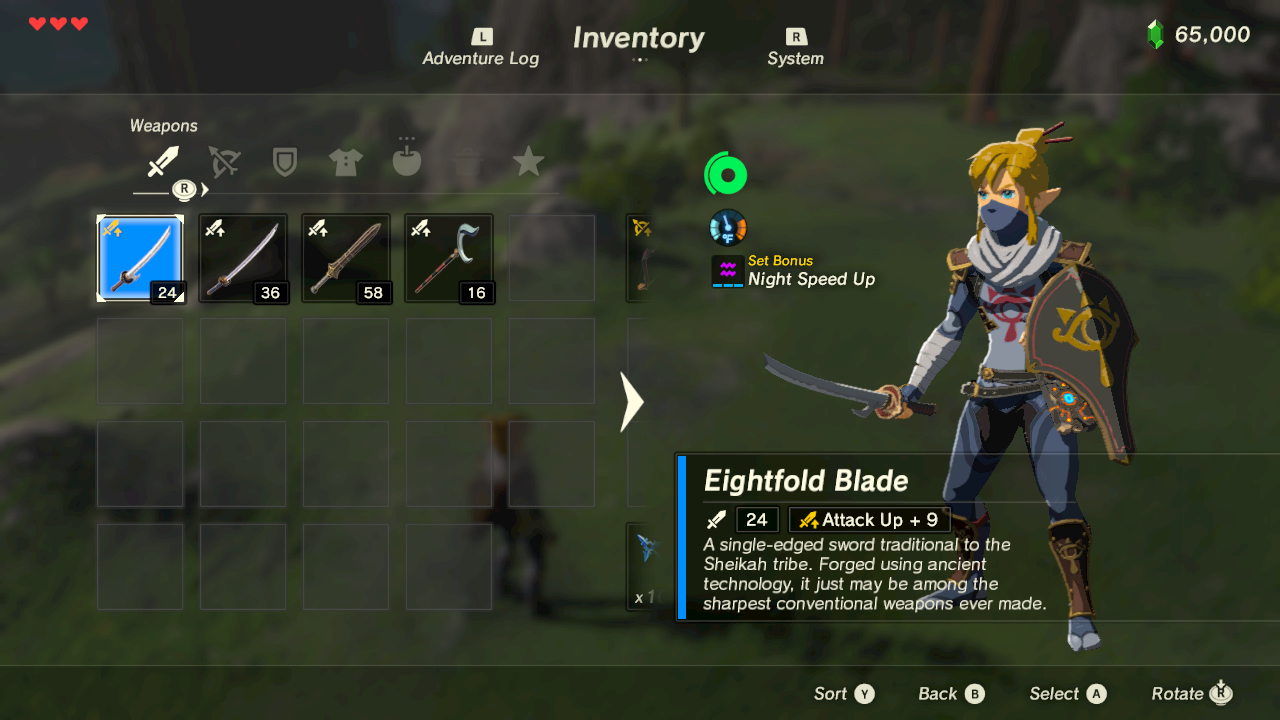 L
Inventory
R
65,000
Adventure Log
System
Weapons
R
°F
24
36
58
16
Set Bonus
Night Speed Up
Eightfold Blade
24
Attack Up + 9
A single-edged sword traditional to the
Sheikah tribe. Forged using ancient
technology, it just may be among the
sharpest conventional weapons ever made.
Sort Y
Back B
Select A
Rotate R